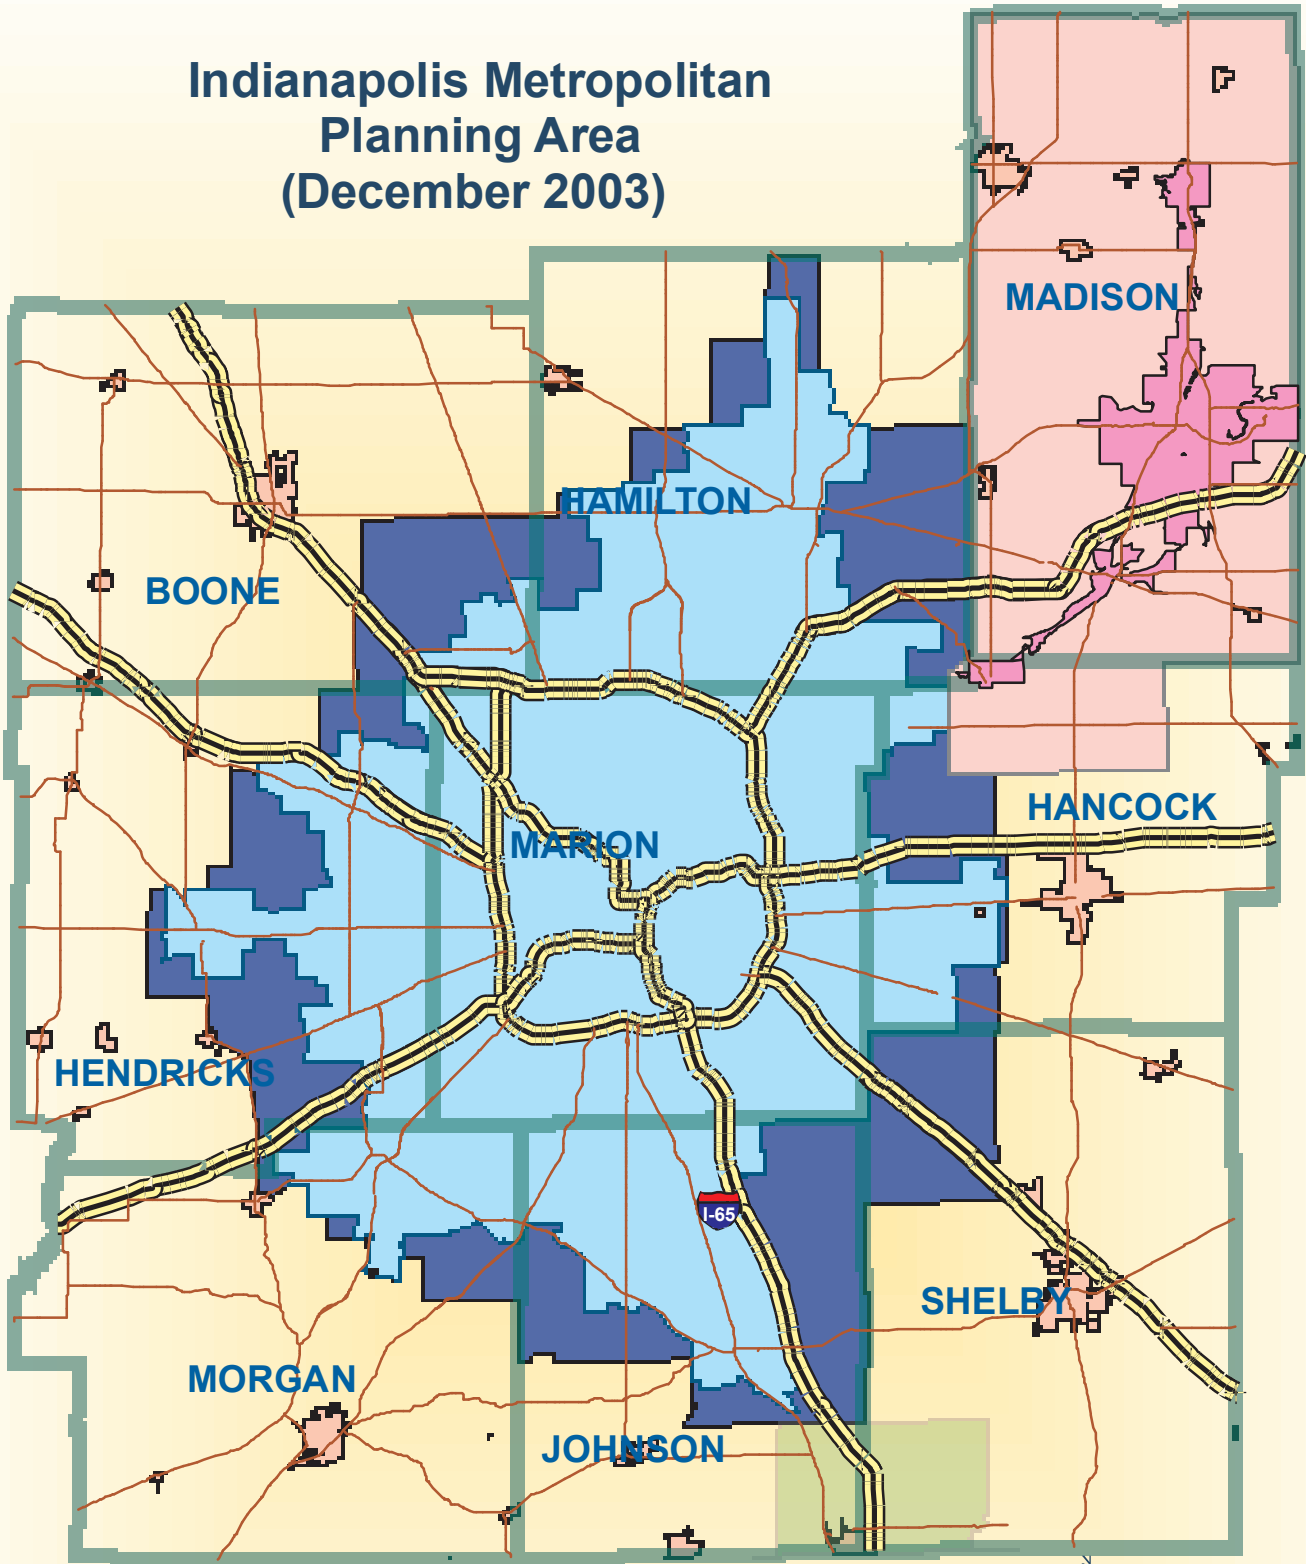 Indianapolis Metropolitan
Planning Area
(December 2003)
MADISON
HAMILTON
BOONE
HANCOCK
MARION
HENDRICKS
I-65
SHELBY
MORGAN
JOHNSON